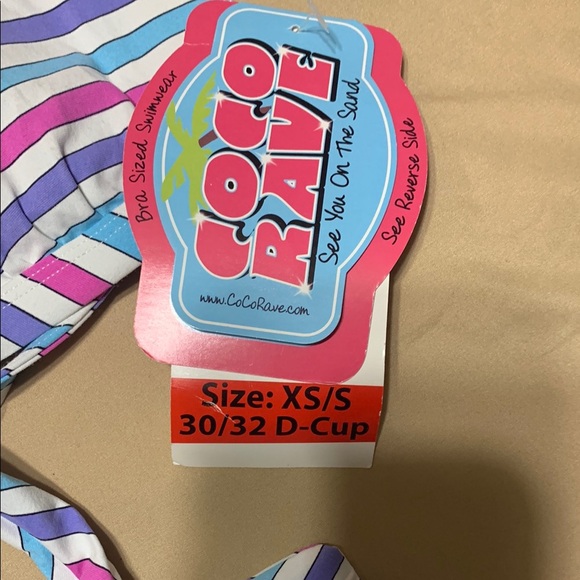 Bra Sized Swimwear
COCO
RAVE
See You On The Sand
www.CoCoRave.com
See Reverse Side
Size: XS/S
30/32 D-Cup